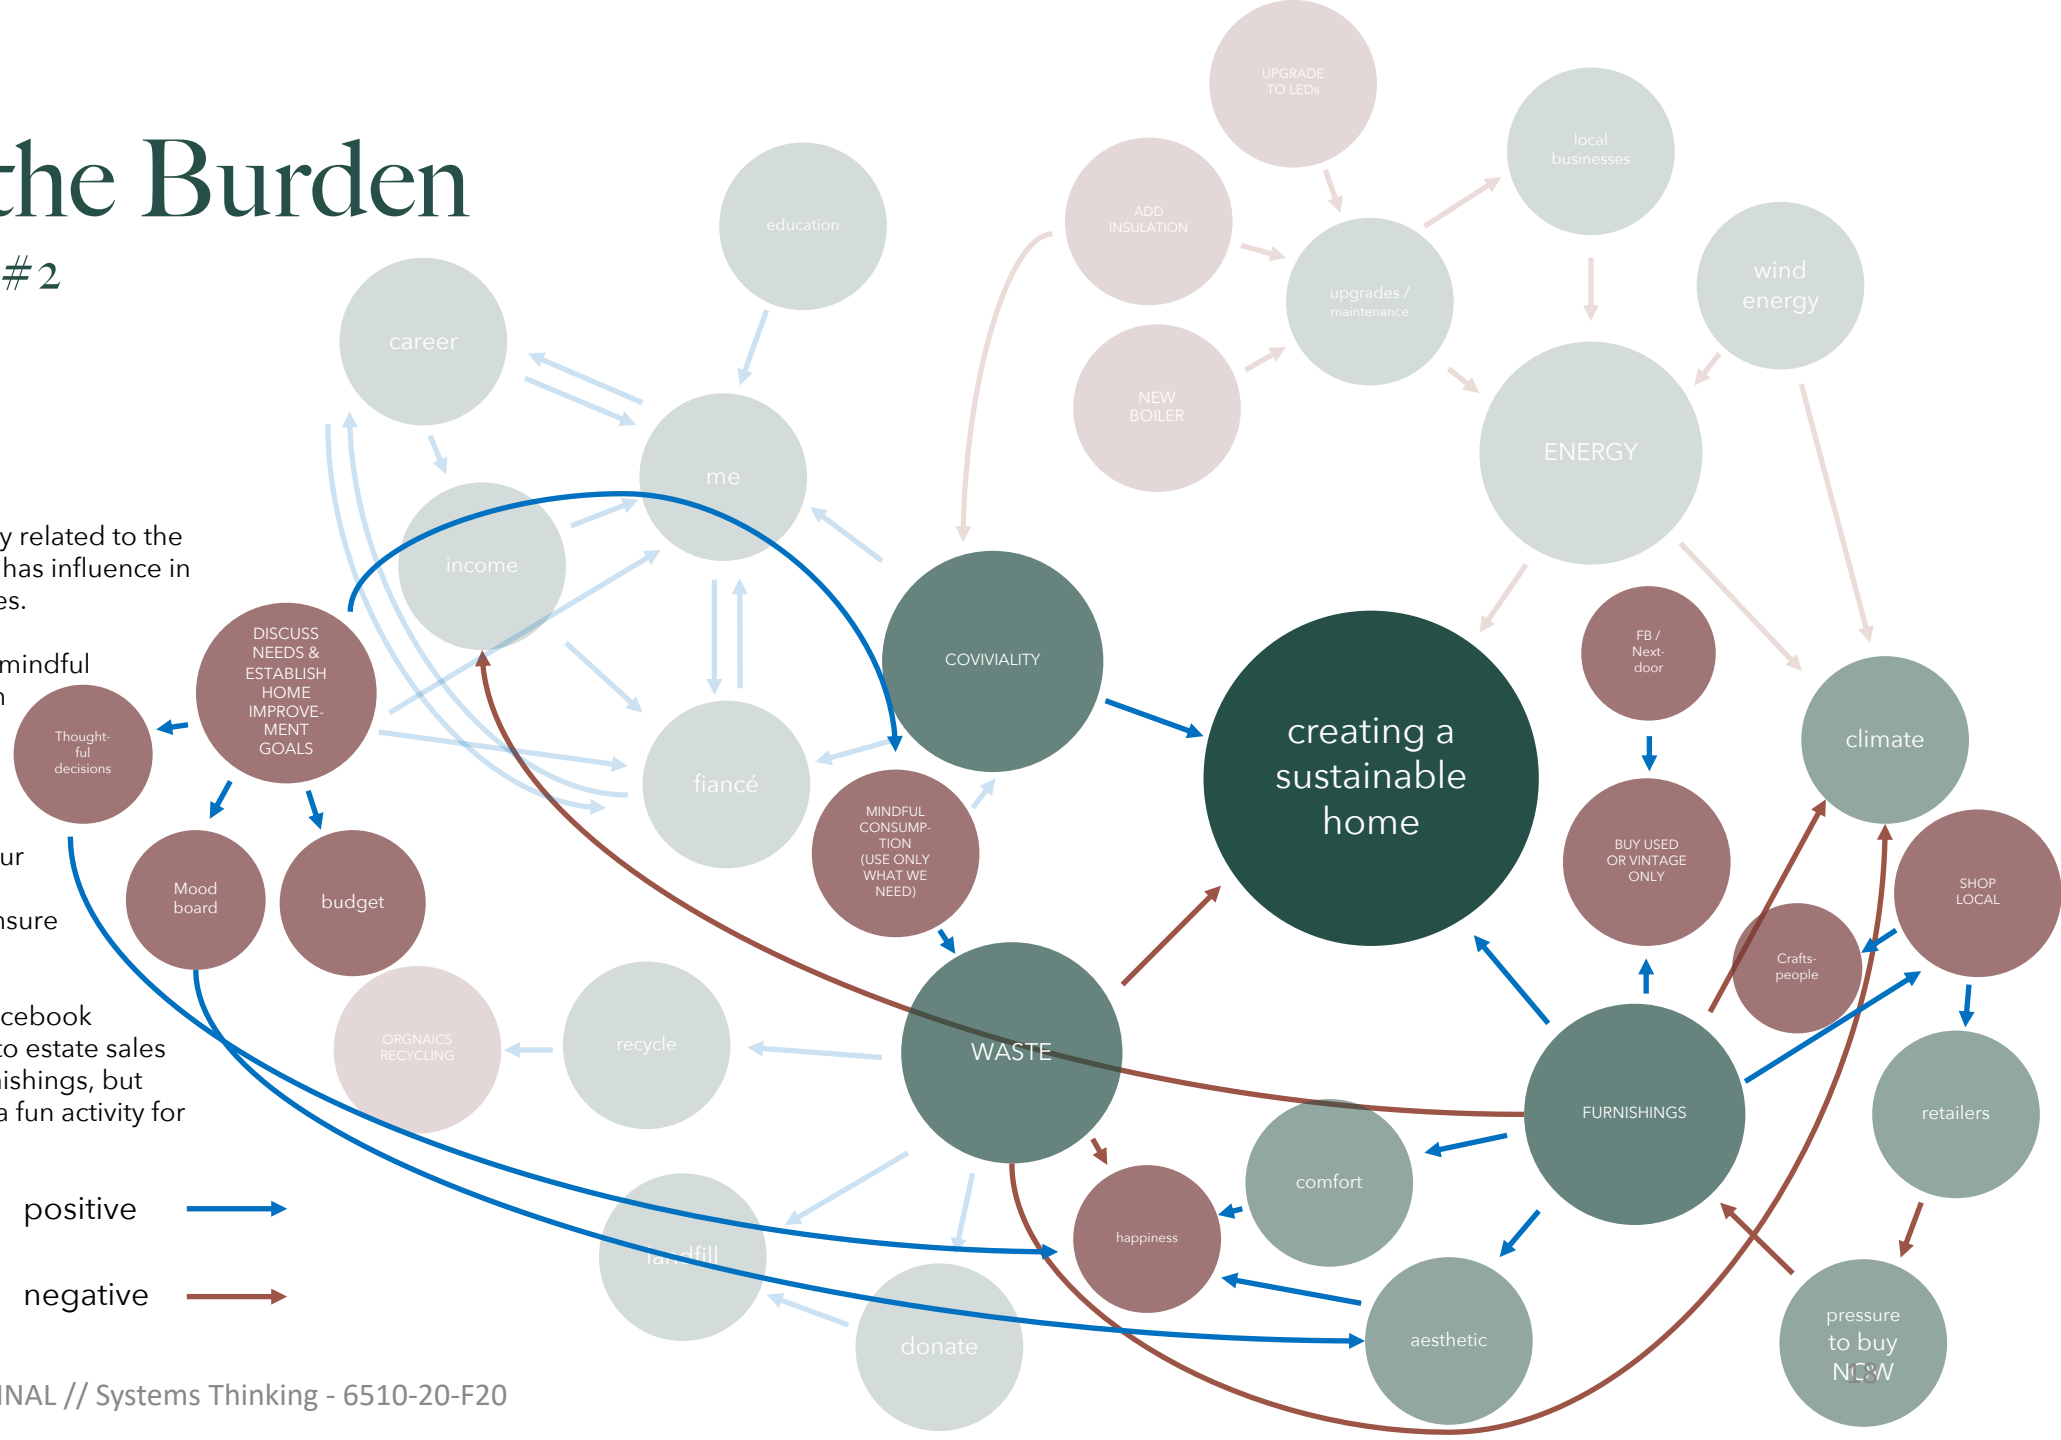 the Burden
#2
y related to the
has influence in
es.
mindful
n
ur
nsure
cebook
to estate sales
nishings, but
a fun activity for
positive
negative
INAL // Systems Thinking - 6510-20-F20
UPGRADE
TO LEDs
local
businesses
education
ADD
INSULATION
wind
energy
upgrades /
maintenance
career
NEW
BOILER
ENERGY
me
income
DISCUSS
NEEDS &
ESTABLISH
HOME
IMPROVE-
MENT
GOALS
COVIVIALITY
FB /
Next-
door
Thought-
ful
decisions
creating a
sustainable
home
climate
fiancé
MINDFUL
CONSUMP-
TION
(USE ONLY
WHAT WE
NEED)
BUY USED
OR VINTAGE
ONLY
SHOP
LOCAL
Mood
board
budget
Crafts-
people
ORGNAICS
RECYCLING
recycle
WASTE
FURNISHINGS
retailers
comfort
happiness
landfill
donate
aesthetic
pressure
to buy
NOW
18